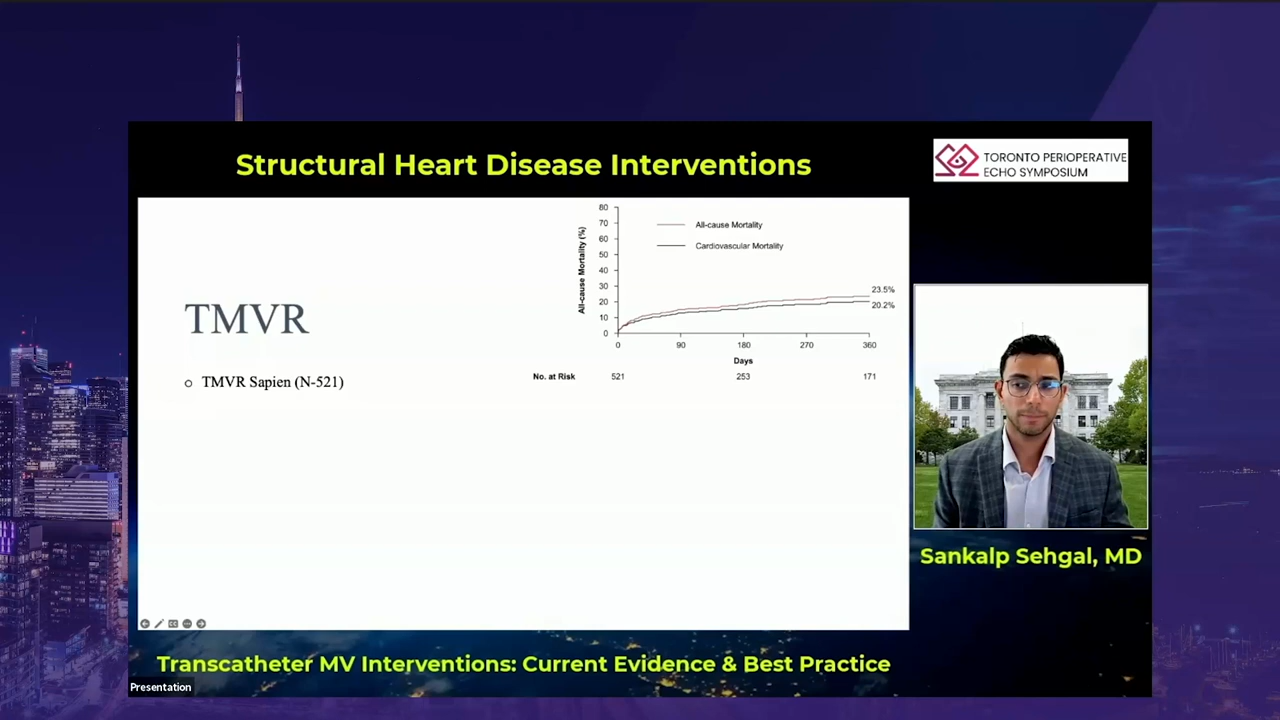 Structural Heart Disease Interventions
TORONTO PERIOPERATIVE
ECHO SYMPOSIUM
TMVR
TMVR Sapien (N-521)
All-cause Mortality (%)
80
70
60
50
40
30
20
10
0
All-cause Mortality
Cardiovascular Mortality
23.5%
20.2%
0 90 180 270 360
Days
No. at Risk 521 253 171
Sankalp Sehgal, MD
Transcatheter MV Interventions: Current Evidence & Best Practice
Presentation